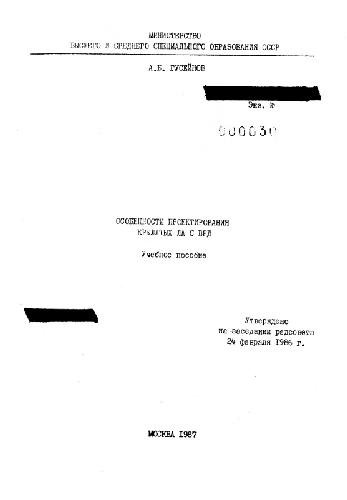 МИНИСТЕРСТВО
ВЫСШЕГО И СРЕДНЕГО СПЕЦИАЛЬНОГО ОБРАЗОВАНИЯ СССР
А.Б. ГУСЕЙНОВ
Экз. №
000030
ОСОБЕННОСТИ ПРОЕКТИРОВАНИЯ
КРЫЛАТЫХ ЛА С ВРД
Учебное пособие
Утверждено
на заседании редсовета
24 февраля 1986 г.
МОСКВА 1987